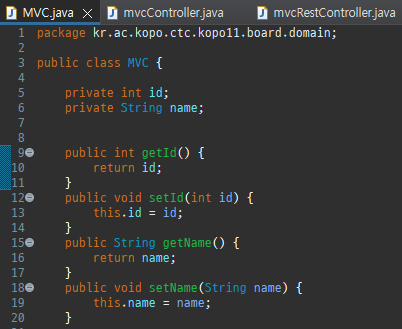 MVC.java
mvcController.java
mvcRestController.java
1 package kr.ac.kopo.ctc.kopo11.board.domain;
2
3 public class MVC {
4
5 private int id;
6 private String name;
7
8
9 public int getId() {
10 return id;
11 }
12 public void setId(int id) {
13 this.id = id;
14 }
15 public String getName() {
16 return name;
17 }
18 public void setName(String name) {
19 this.name = name;
20 }